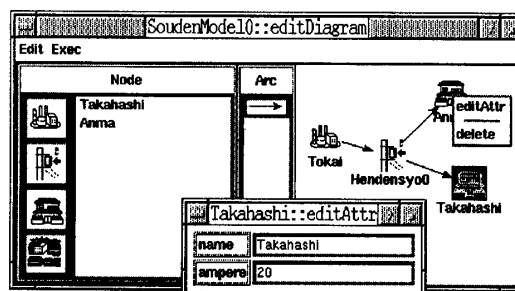 SoudenModel0::editDiagram
Edit Exec
Node
Arc
Takahashi
Anma
editAttr
delete
Tokai
Hendensyo0
Takahashi
Takahashi::editAttr
name Takahashi
ampere 20